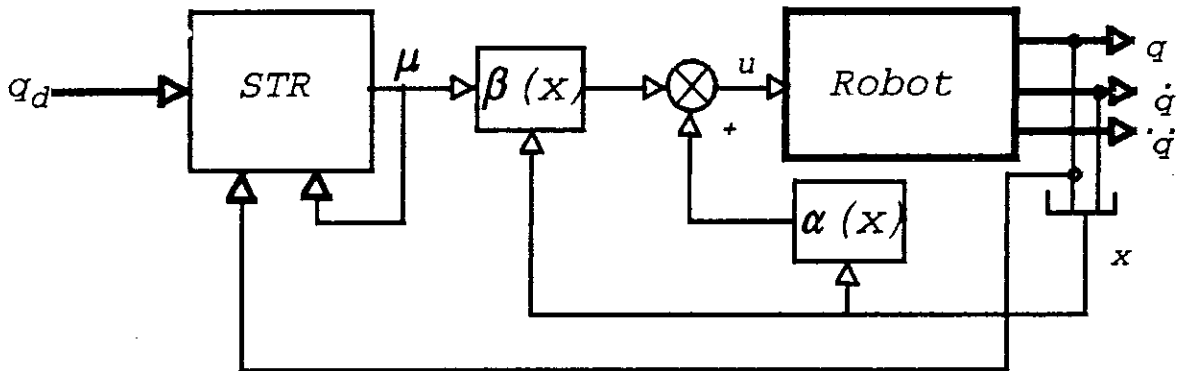 q_d
STR
μ
β(x)
u
+
Robot
q
q̇
q̈
α(x)
x